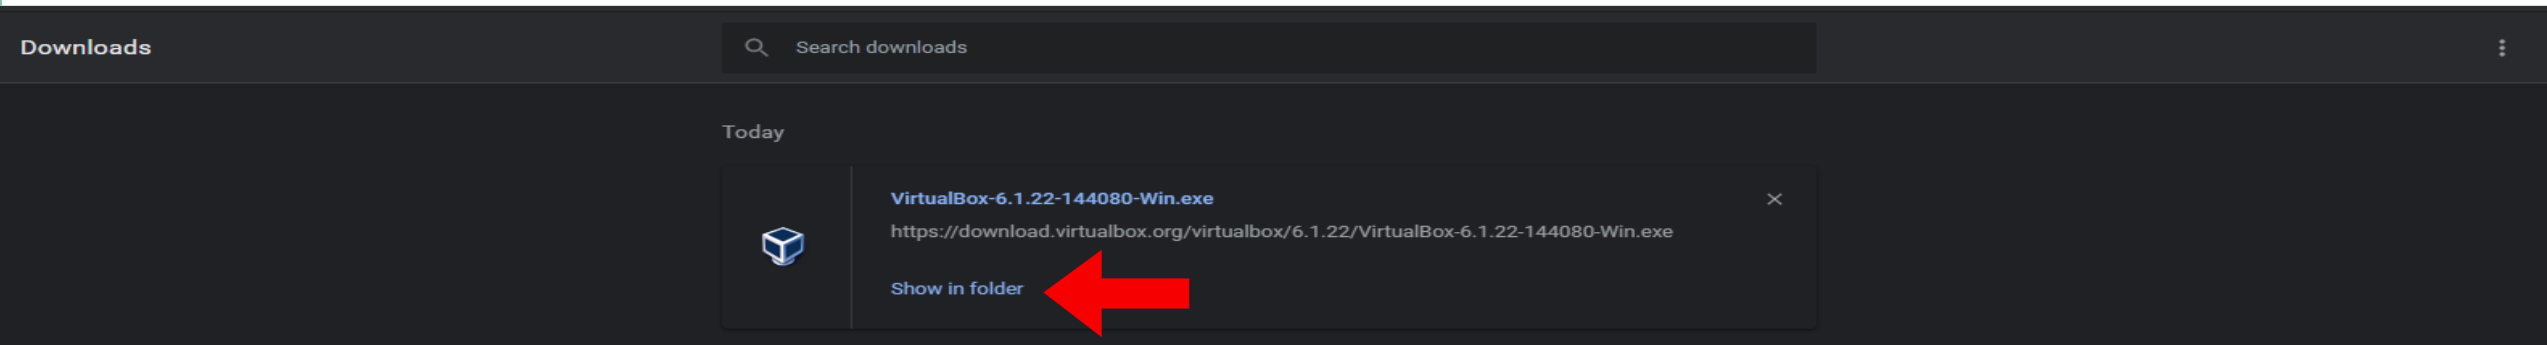 Downloads
Search downloads
Today
VirtualBox-6.1.22-144080-Win.exe
https://download.virtualbox.org/virtualbox/6.1.22/VirtualBox-6.1.22-144080-Win.exe
Show in folder